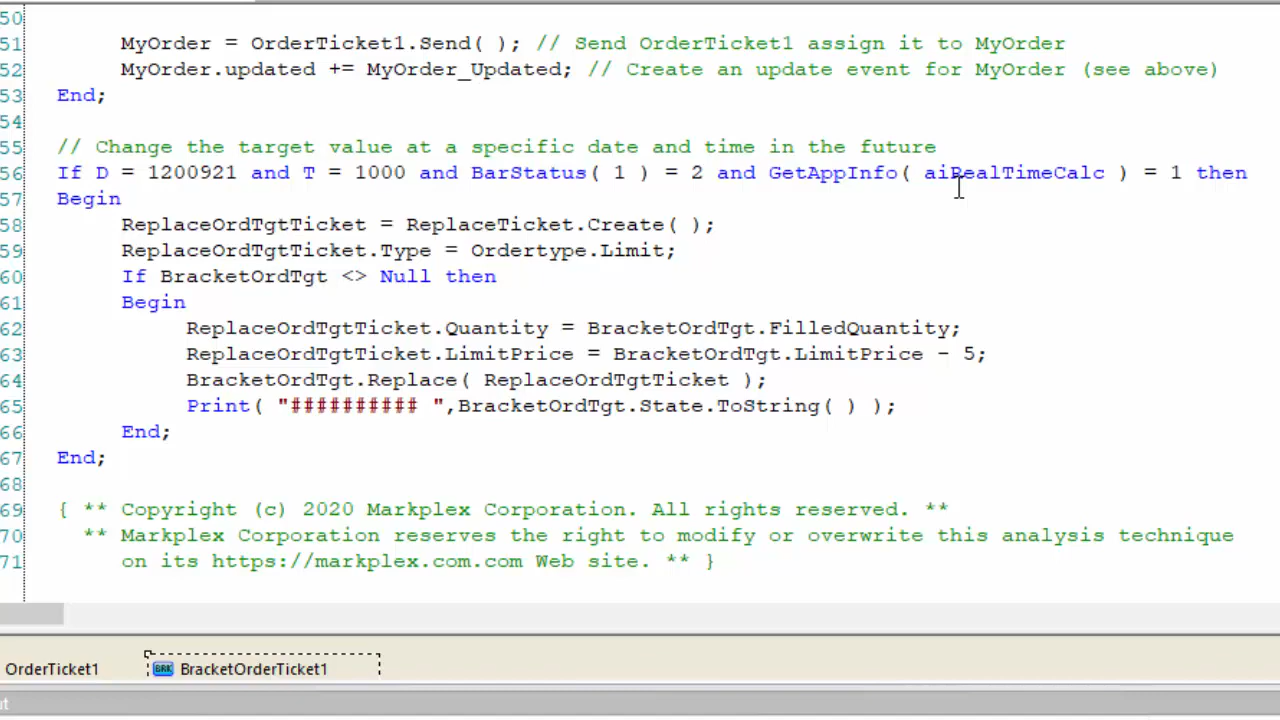 50
51 MyOrder = OrderTicket1.Send( ); // Send OrderTicket1 assign it to MyOrder
52 MyOrder.updated += MyOrder_Updated; // Create an update event for MyOrder (see above)
53 End;
54
55 // Change the target value at a specific date and time in the future
56 If D = 1200921 and T = 1000 and BarStatus( 1 ) = 2 and GetAppInfo( aiRealTimeCalc ) = 1 then
57 Begin
58 ReplaceOrdTgtTicket = ReplaceTicket.Create( );
59 ReplaceOrdTgtTicket.Type = Ordertype.Limit;
60 If BracketOrdTgt <> Null then
61 Begin
62 ReplaceOrdTgtTicket.Quantity = BracketOrdTgt.FilledQuantity;
63 ReplaceOrdTgtTicket.LimitPrice = BracketOrdTgt.LimitPrice - 5;
64 BracketOrdTgt.Replace( ReplaceOrdTgtTicket );
65 Print( "########## ",BracketOrdTgt.State.ToString( ) );
66 End;
67 End;
68
69 { ** Copyright (c) 2020 Markplex Corporation. All rights reserved. **
70 ** Markplex Corporation reserves the right to modify or overwrite this analysis technique
71 on its https://markplex.com.com Web site. ** }
OrderTicket1 BRK BracketOrderTicket1